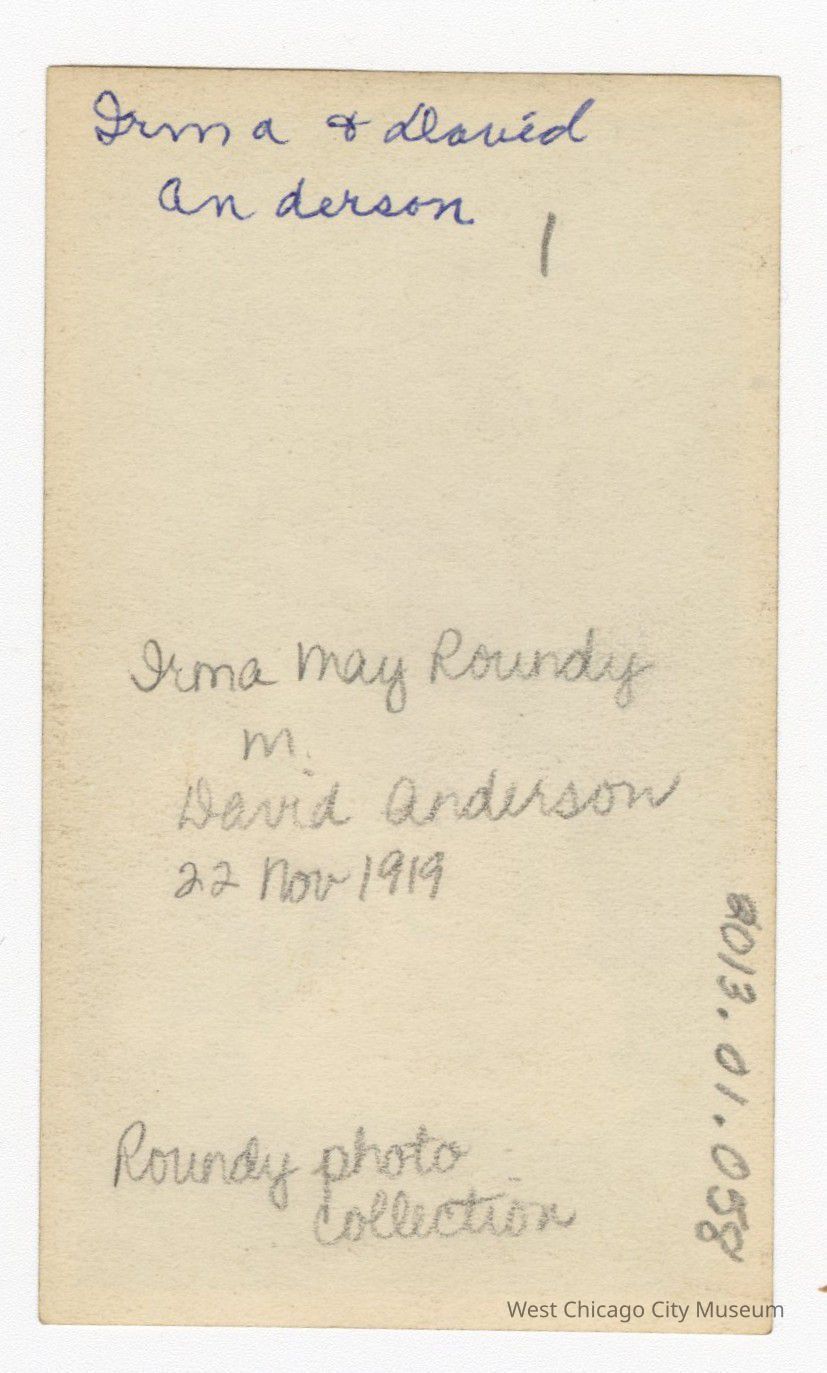 Irma & David
Anderson
1
Irma May Roundy
m.
David Anderson
22 Nov 1919
2013.01.058
Roundy photo
collection
West Chicago City Museum